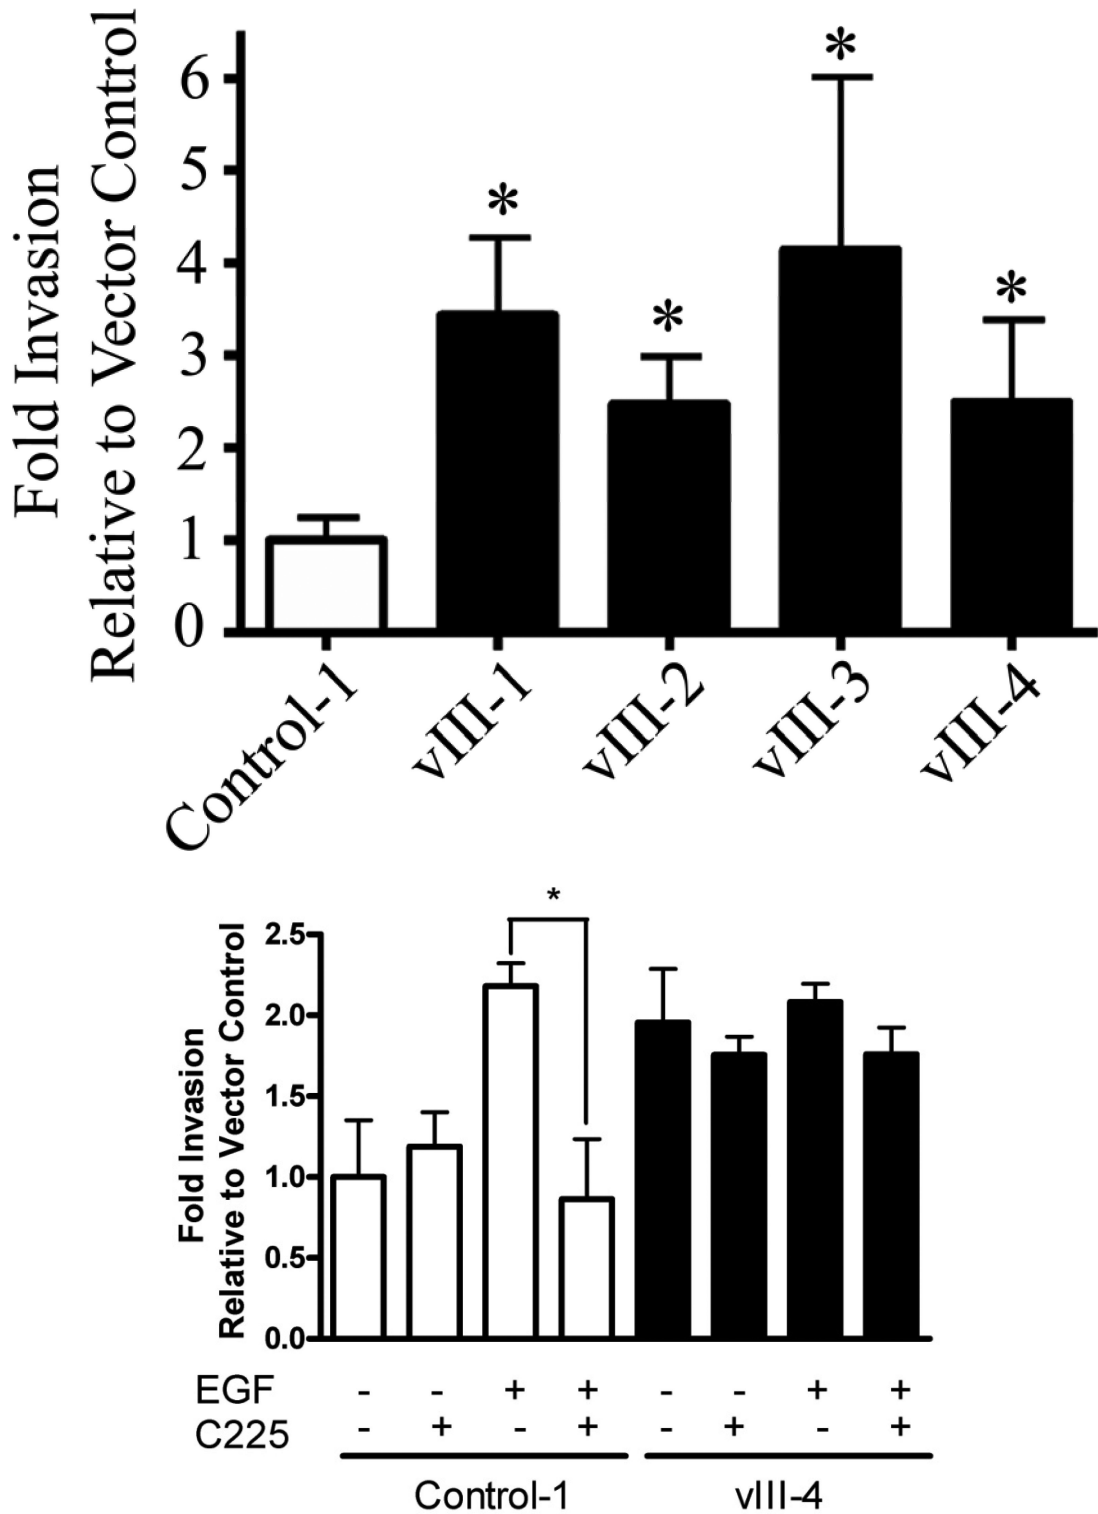 Fold Invasion
Relative to Vector Control
6
5
4
3
2
1
0
*
*
*
*
Control-1
vIII-1
vIII-2
vIII-3
vIII-4
Fold Invasion
Relative to Vector Control
2.5
2.0
1.5
1.0
0.5
0.0
*
EGF - - + + - - + +
C225 - + - + - + - +
Control-1 vIII-4